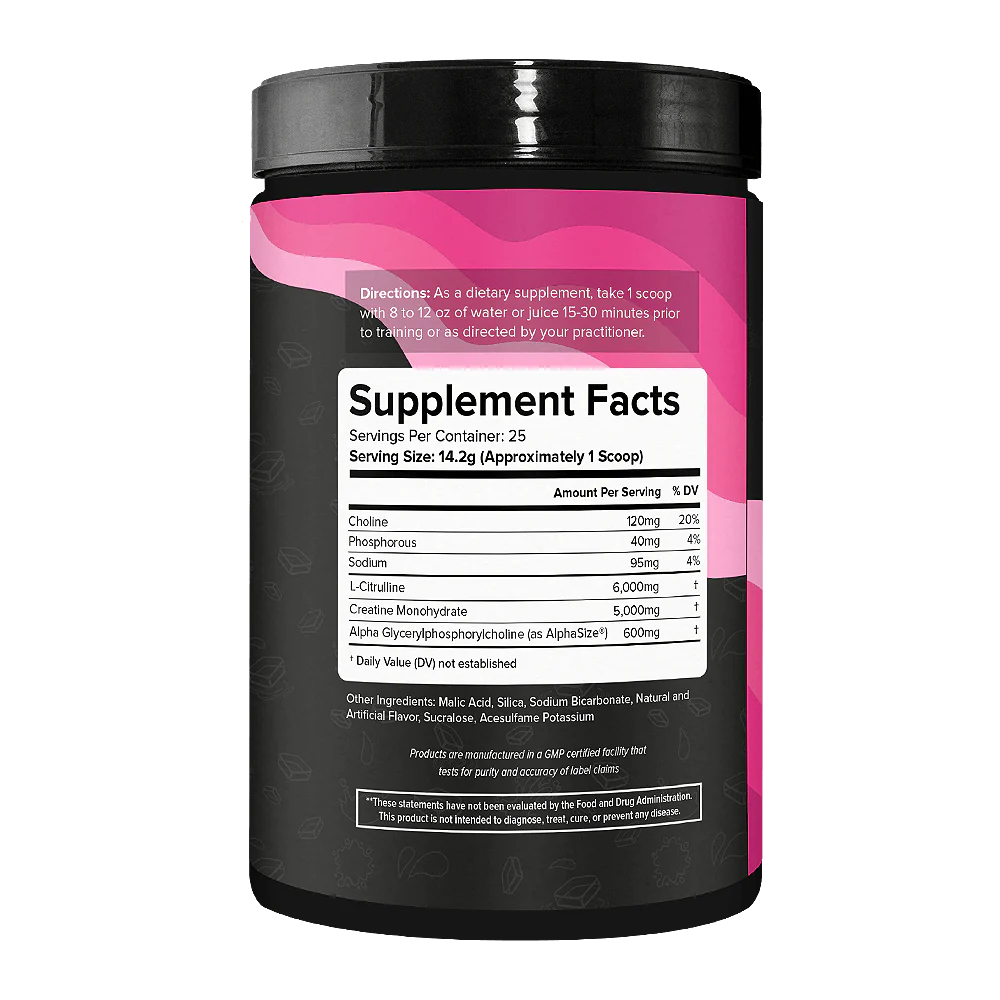 Directions: As a dietary supplement, take 1 scoop
with 8 to 12 oz of water or juice 15-30 minutes prior
to training or as directed by your practitioner.
Supplement Facts
Servings Per Container: 25
Serving Size: 14.2g (Approximately 1 Scoop)
Amount Per Serving % DV
Choline 120mg 20%
Phosphorous 40mg 4%
Sodium 95mg 4%
L-Citrulline 6,000mg †
Creatine Monohydrate 5,000mg †
Alpha Glycerylphosphorylcholine (as AlphaSize®) 600mg †
† Daily Value (DV) not established
Other Ingredients: Malic Acid, Silica, Sodium Bicarbonate, Natural and
Artificial Flavor, Sucralose, Acesulfame Potassium
Products are manufactured in a GMP certified facility that
tests for purity and accuracy of label claims
**These statements have not been evaluated by the Food and Drug Administration.
This product is not intended to diagnose, treat, cure, or prevent any disease.